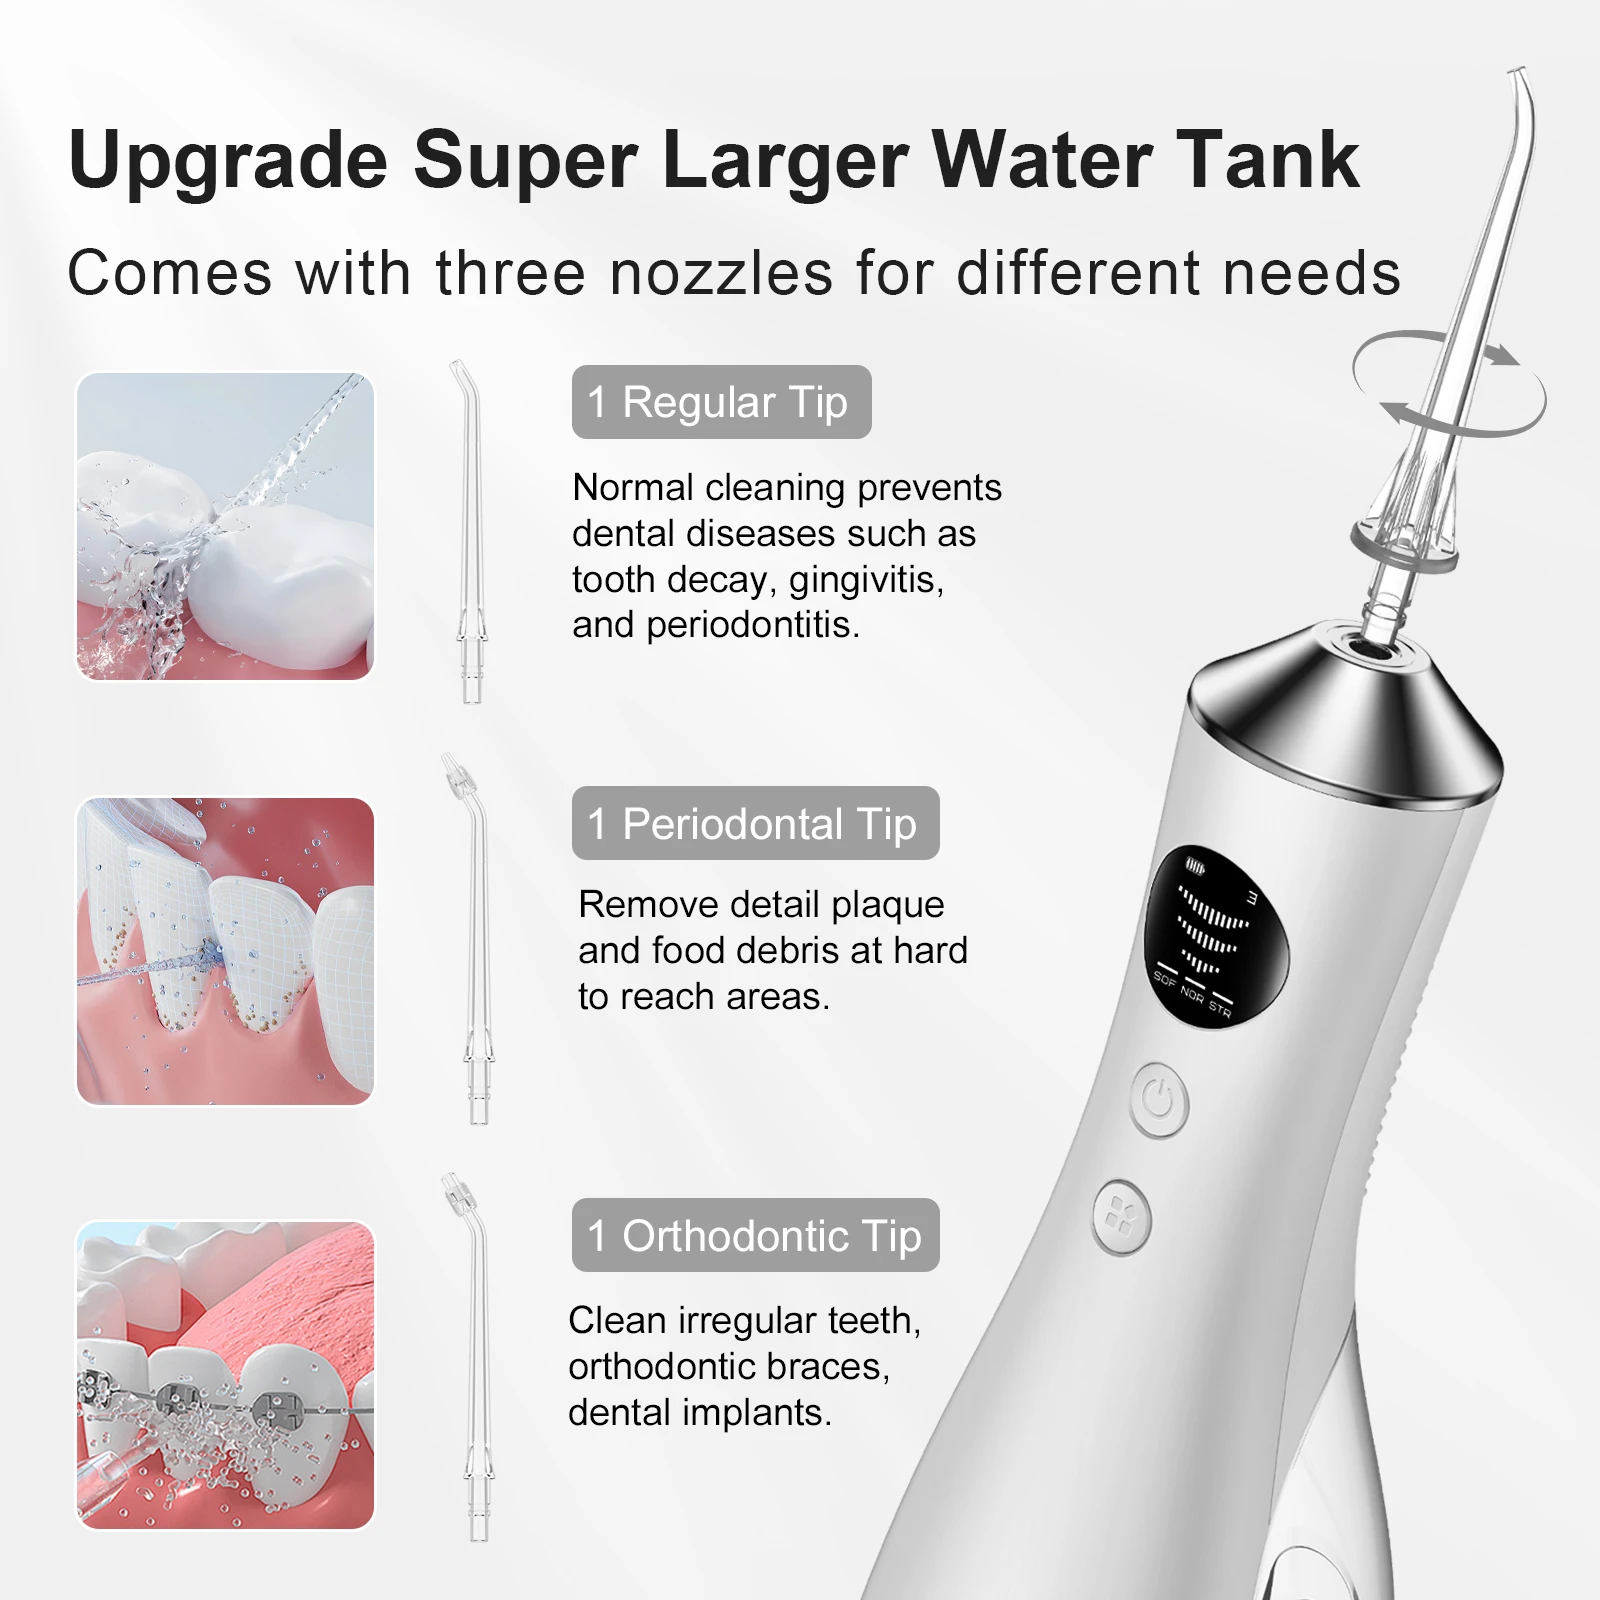 Upgrade Super Larger Water Tank
Comes with three nozzles for different needs
1 Regular Tip
Normal cleaning prevents
dental diseases such as
tooth decay, gingivitis,
and periodontitis.
1 Periodontal Tip
Remove detail plaque
and food debris at hard
to reach areas.
1 Orthodontic Tip
Clean irregular teeth,
orthodontic braces,
dental implants.
SOF NOR STR